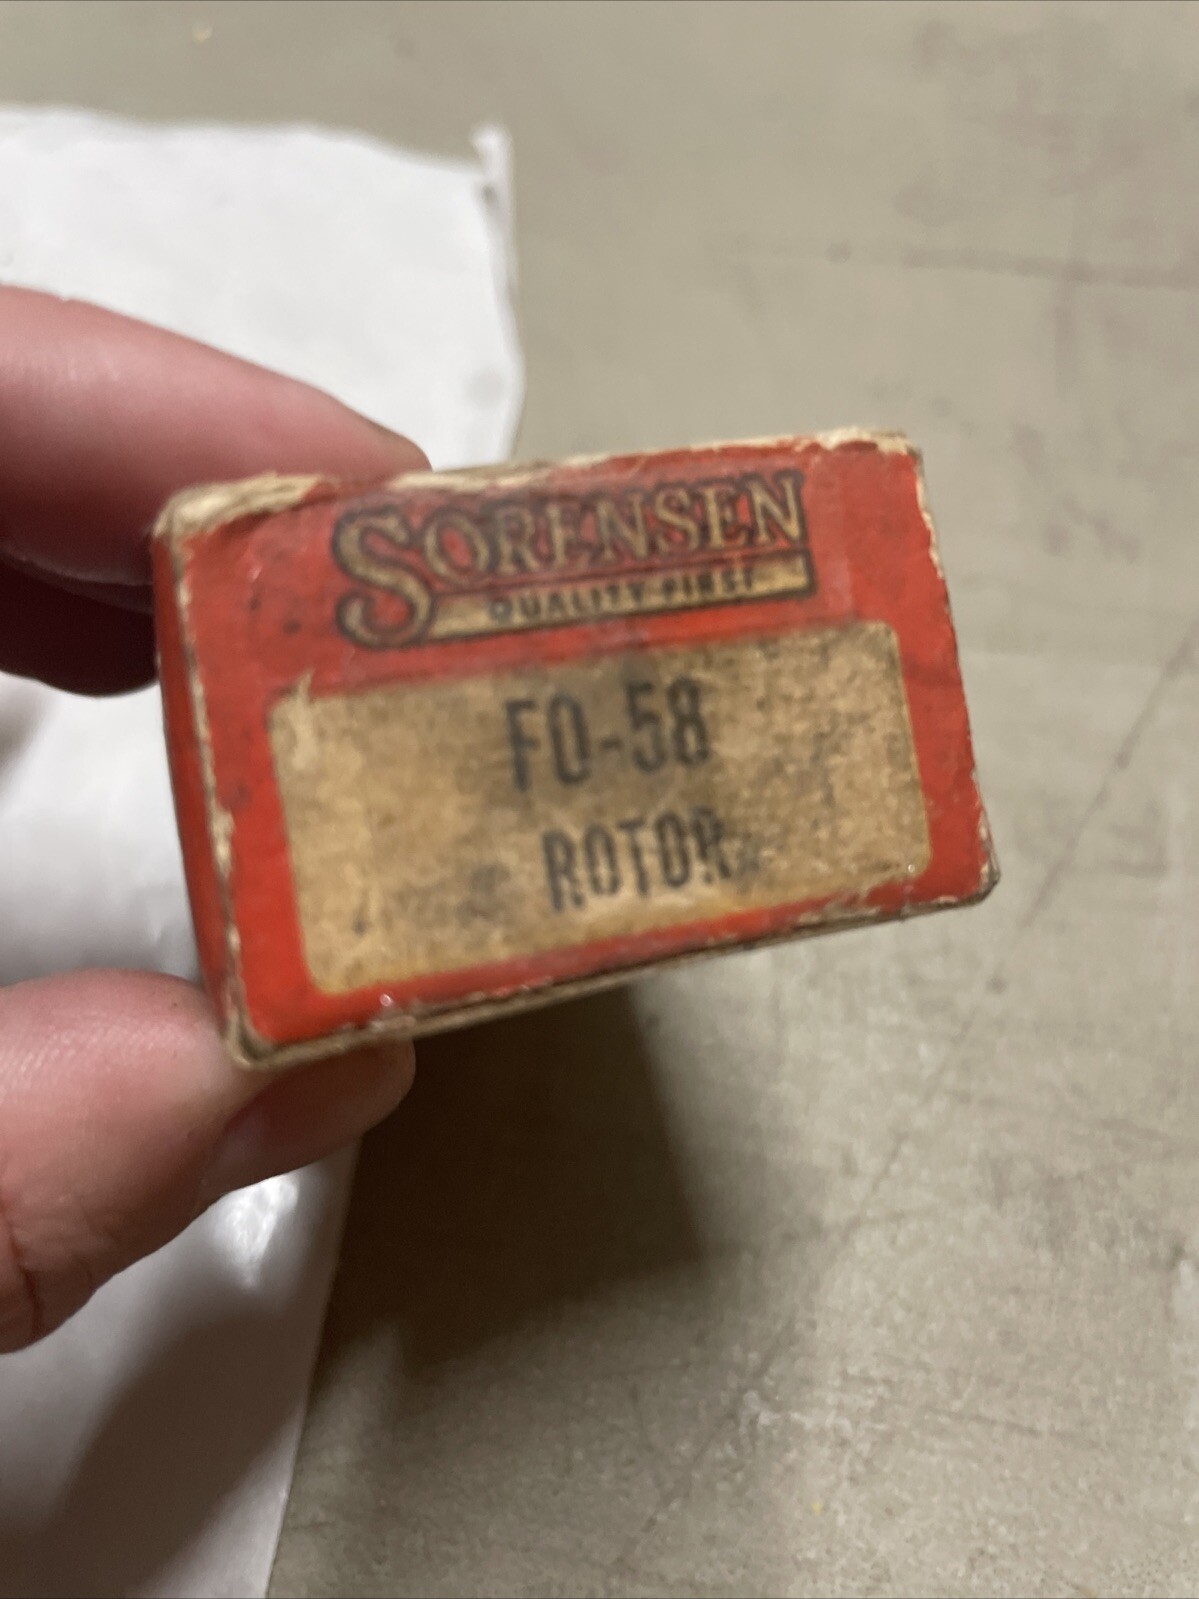 SORENSEN
QUALITY FIRST
FO-58
ROTOR